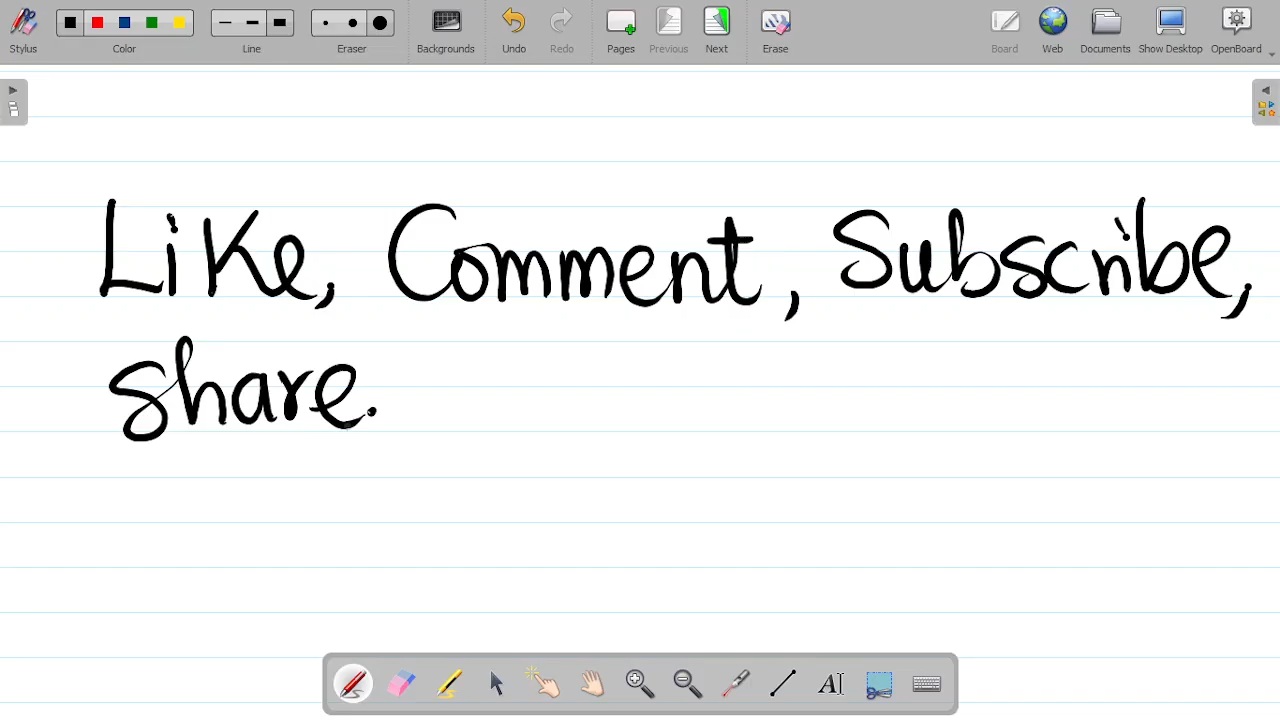 Stylus Color Line Eraser Backgrounds Undo Redo Pages Previous Next Erase Board Web Documents Show Desktop OpenBoard
Like, Comment, Subscribe,
share.